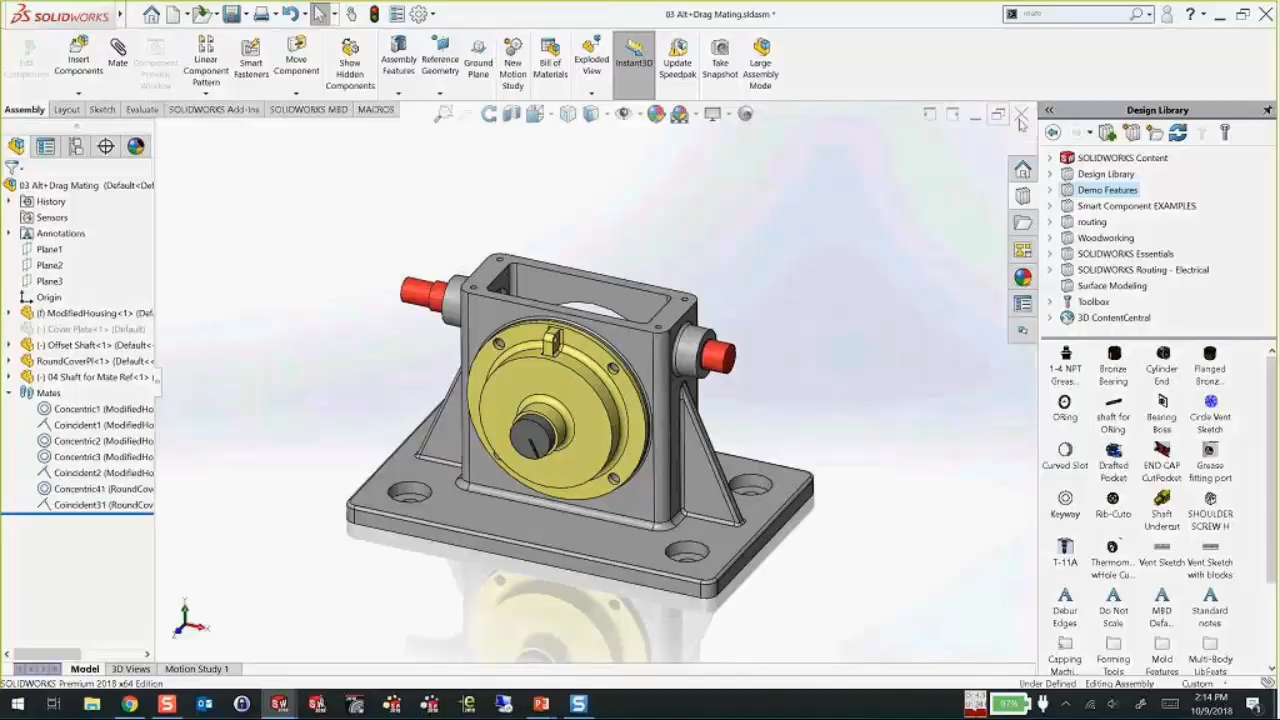 SOLIDWORKS
03 Alt+Drag Mating.sldasm *
mate
Edit Component
Insert Components
Mate
Component Preview Window
Linear Component Pattern
Smart Fasteners
Move Component
Show Hidden Components
Assembly Features
Reference Geometry
Ground Plane
New Motion Study
Bill of Materials
Exploded View
Instant3D
Update Speedpak
Take Snapshot
Large Assembly Mode
Assembly
Layout
Sketch
Evaluate
SOLIDWORKS Add-Ins
SOLIDWORKS MBD
MACROS
03 Alt+Drag Mating (Default<Def
History
Sensors
Annotations
Plane1
Plane2
Plane3
Origin
(f) ModifiedHousing<1> (Def
(-) Cover Plate<1> (Default)
(-) Offset Shaft<1> (Default)
RoundCoverPl<1> (Default<<
(-) 04 Shaft for Mate Ref<1> (
Mates
Concentric1 (ModifiedHo
Coincident1 (ModifiedHo
Concentric2 (ModifiedHo
Concentric3 (ModifiedHo
Coincident2 (ModifiedHo
Concentric41 (RoundCov
Coincident31 (RoundCov
Design Library
SOLIDWORKS Content
Design Library
Demo Features
Smart Component EXAMPLES
routing
Woodworking
SOLIDWORKS Essentials
SOLIDWORKS Routing - Electrical
Surface Modeling
Toolbox
3D ContentCentral
1-4 NPT Greas...
Bronze Bearing
Cylinder End
Flanged Bronz...
ORing
shaft for ORing
Bearing Boss
Circle Vent Sketch
Curved Slot
Drafted Pocket
END CAP CutPocket
Grease fitting port
Keyway
Rib-Cuto
Shaft Undercut
SHOULDER SCREW H
T-11A
Thermom... wHole Cu...
Vent Sketch
Vent Sketch with blocks
Debur Edges
Do Not Scale
MBD Defa...
Standard notes
Capping Machi...
Forming Tools
Mold Features
Multi-Body LibFeats
Model
3D Views
Motion Study 1
SOLIDWORKS Premium 2018 x64 Edition
Under Defined
Editing Assembly
Custom
97%
2:14 PM
10/9/2018